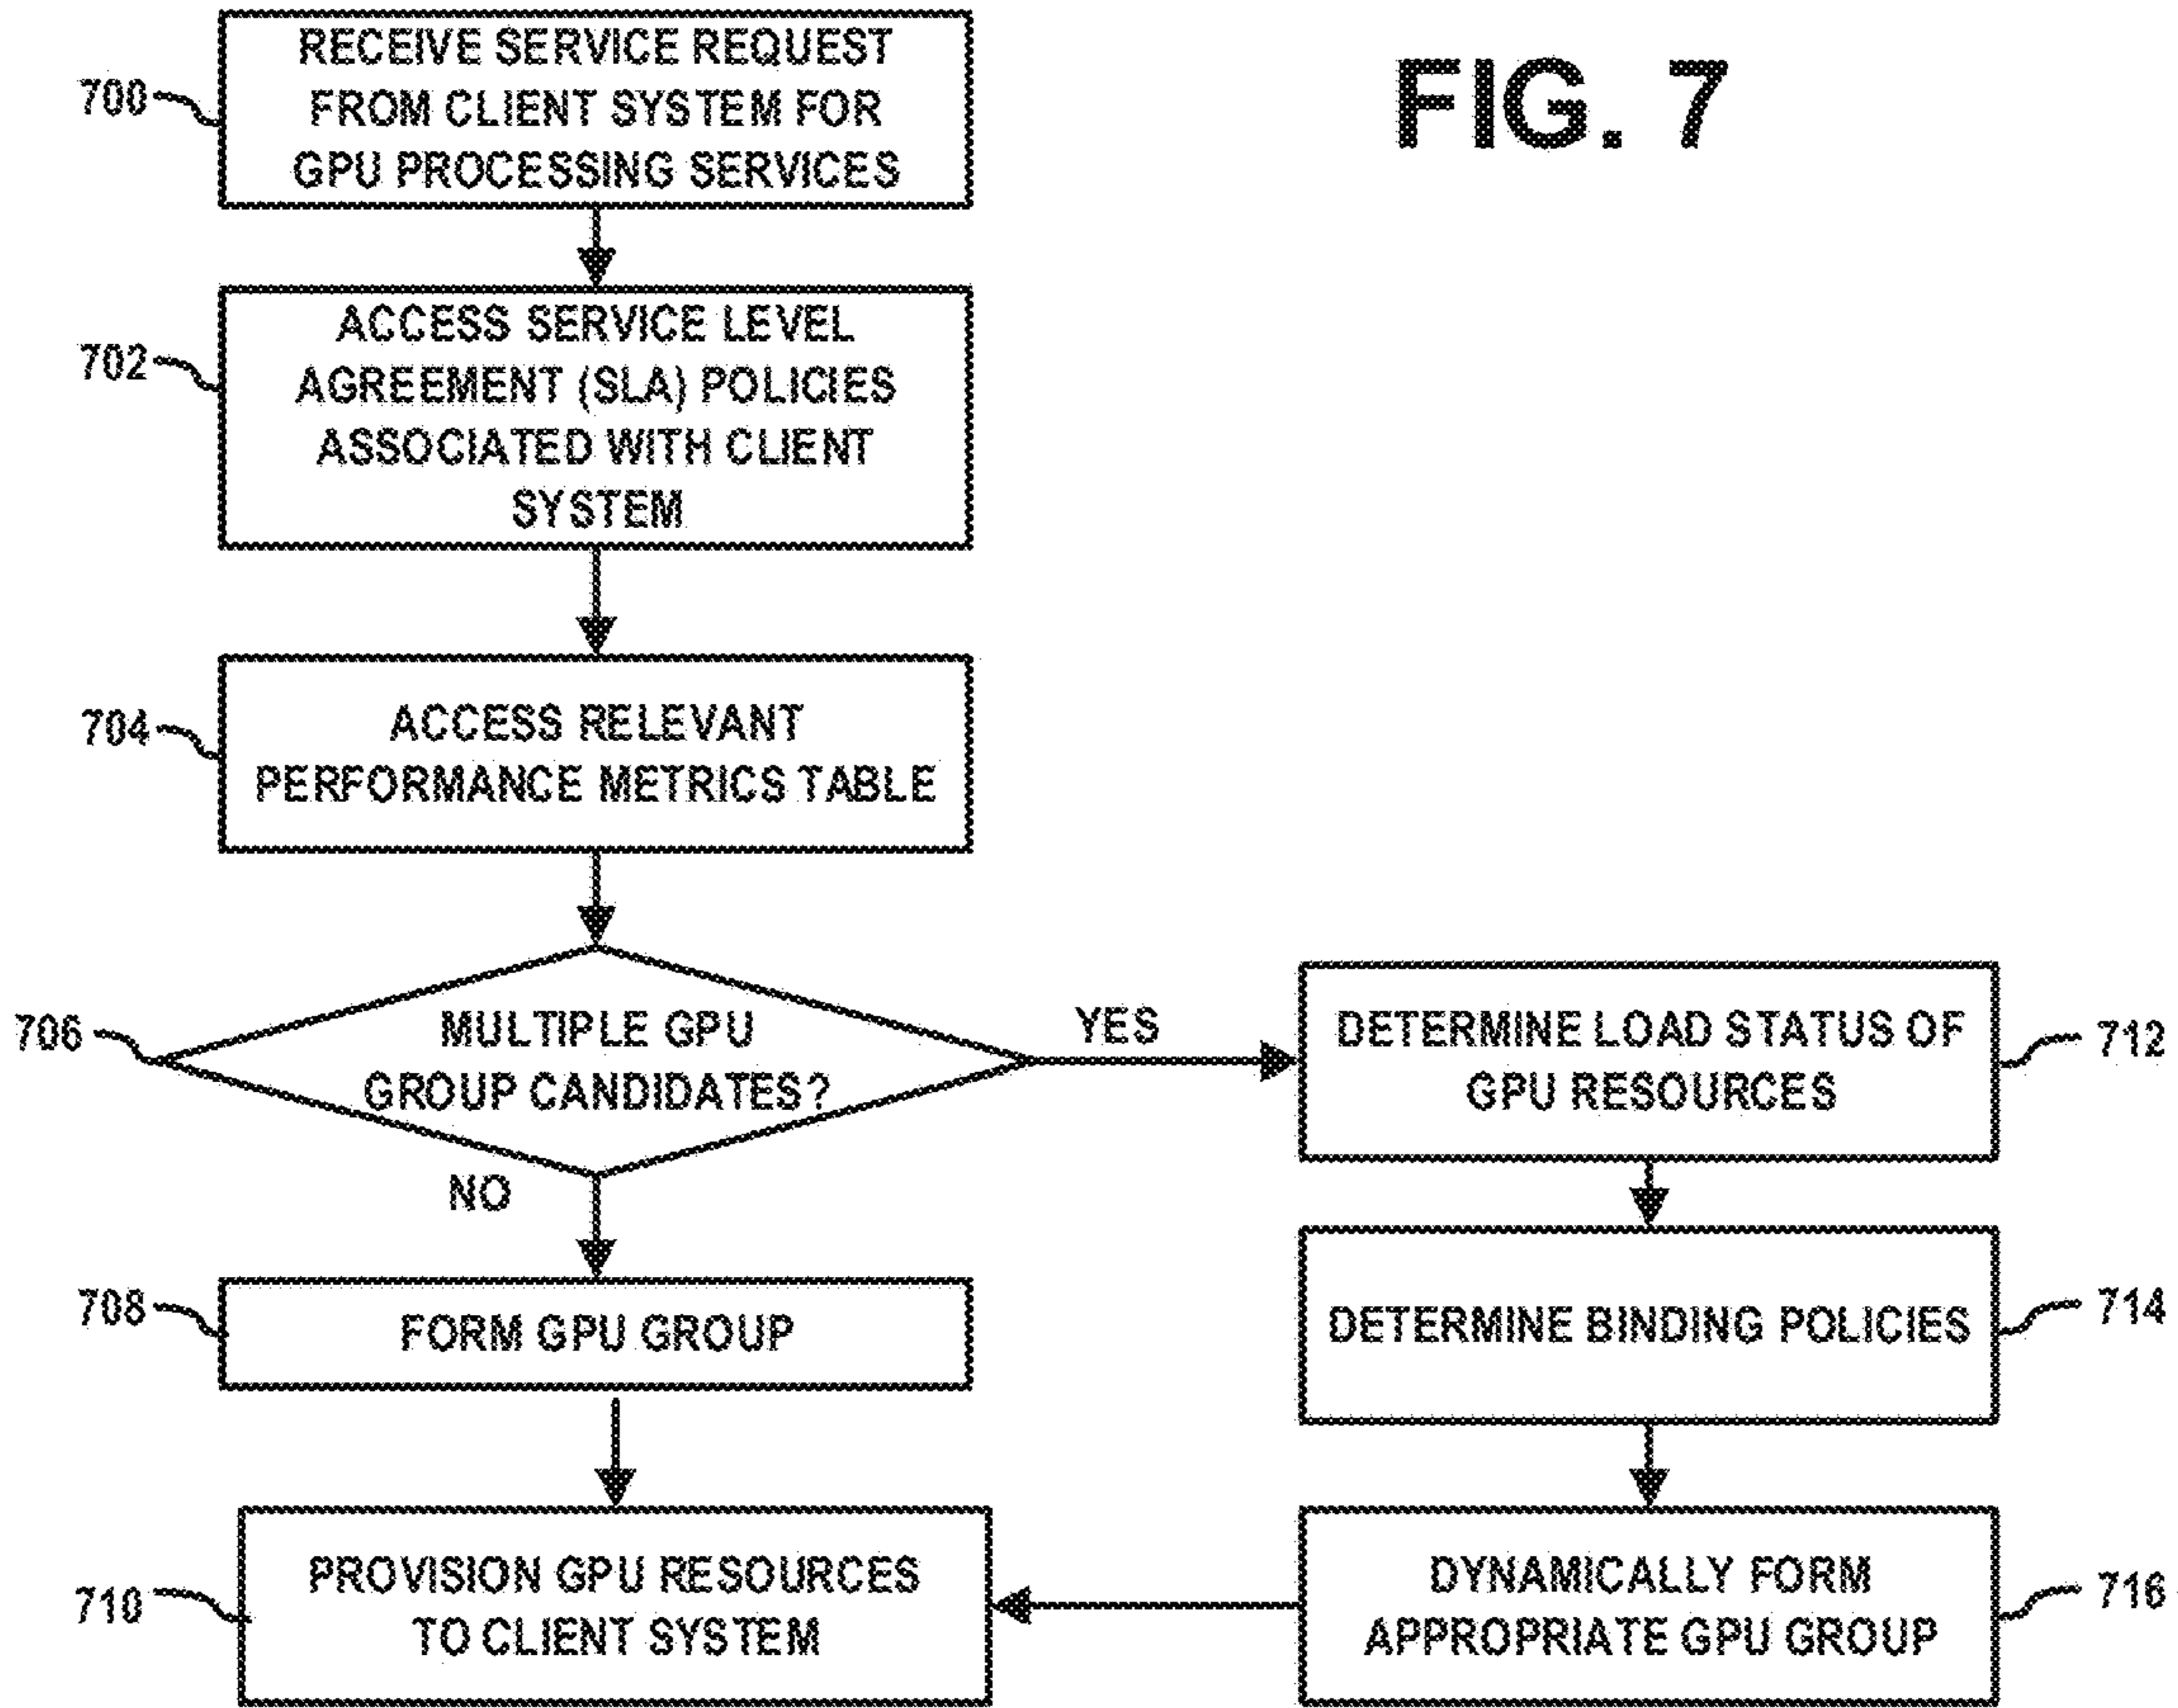 FIG. 7
700
RECEIVE SERVICE REQUEST
FROM CLIENT SYSTEM FOR
GPU PROCESSING SERVICES
702
ACCESS SERVICE LEVEL
AGREEMENT (SLA) POLICIES
ASSOCIATED WITH CLIENT
SYSTEM
704
ACCESS RELEVANT
PERFORMANCE METRICS TABLE
706
MULTIPLE GPU
GROUP CANDIDATES?
YES
NO
708
FORM GPU GROUP
710
PROVISION GPU RESOURCES
TO CLIENT SYSTEM
DETERMINE LOAD STATUS OF
GPU RESOURCES
712
DETERMINE BINDING POLICIES
714
DYNAMICALLY FORM
APPROPRIATE GPU GROUP
716